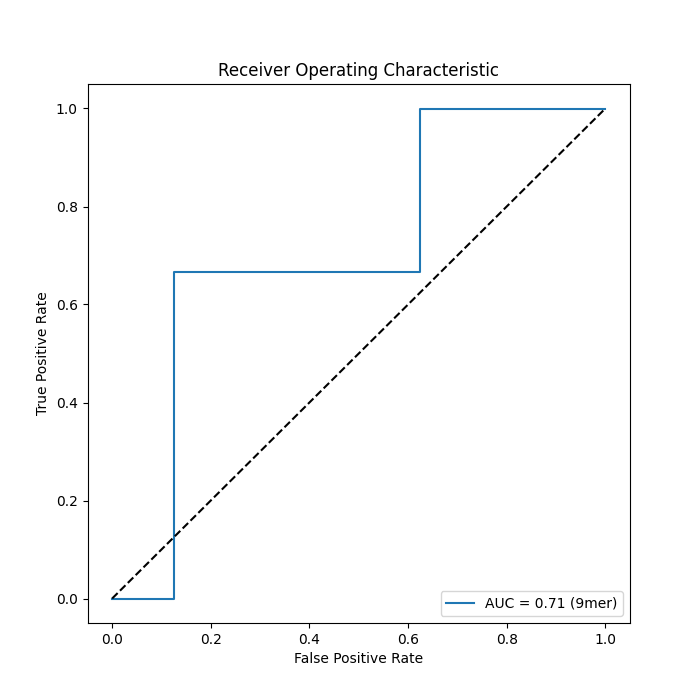 Receiver Operating Characteristic
True Positive Rate
1.0
0.8
0.6
0.4
0.2
0.0
AUC = 0.71 (9mer)
0.0 0.2 0.4 0.6 0.8 1.0
False Positive Rate